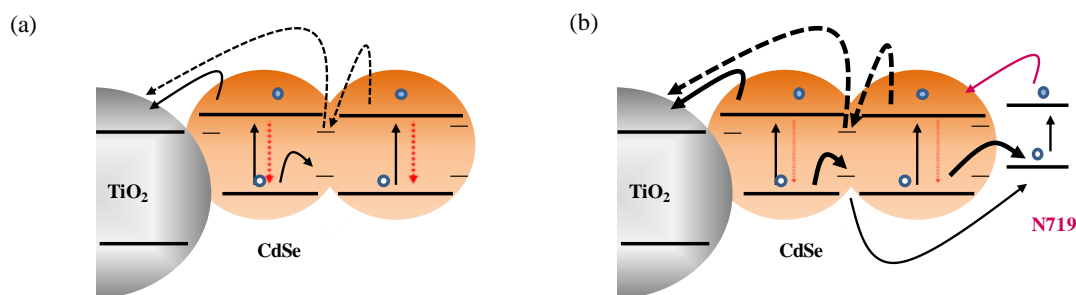 (a)
(b)
TiO₂
CdSe
TiO₂
CdSe
N719